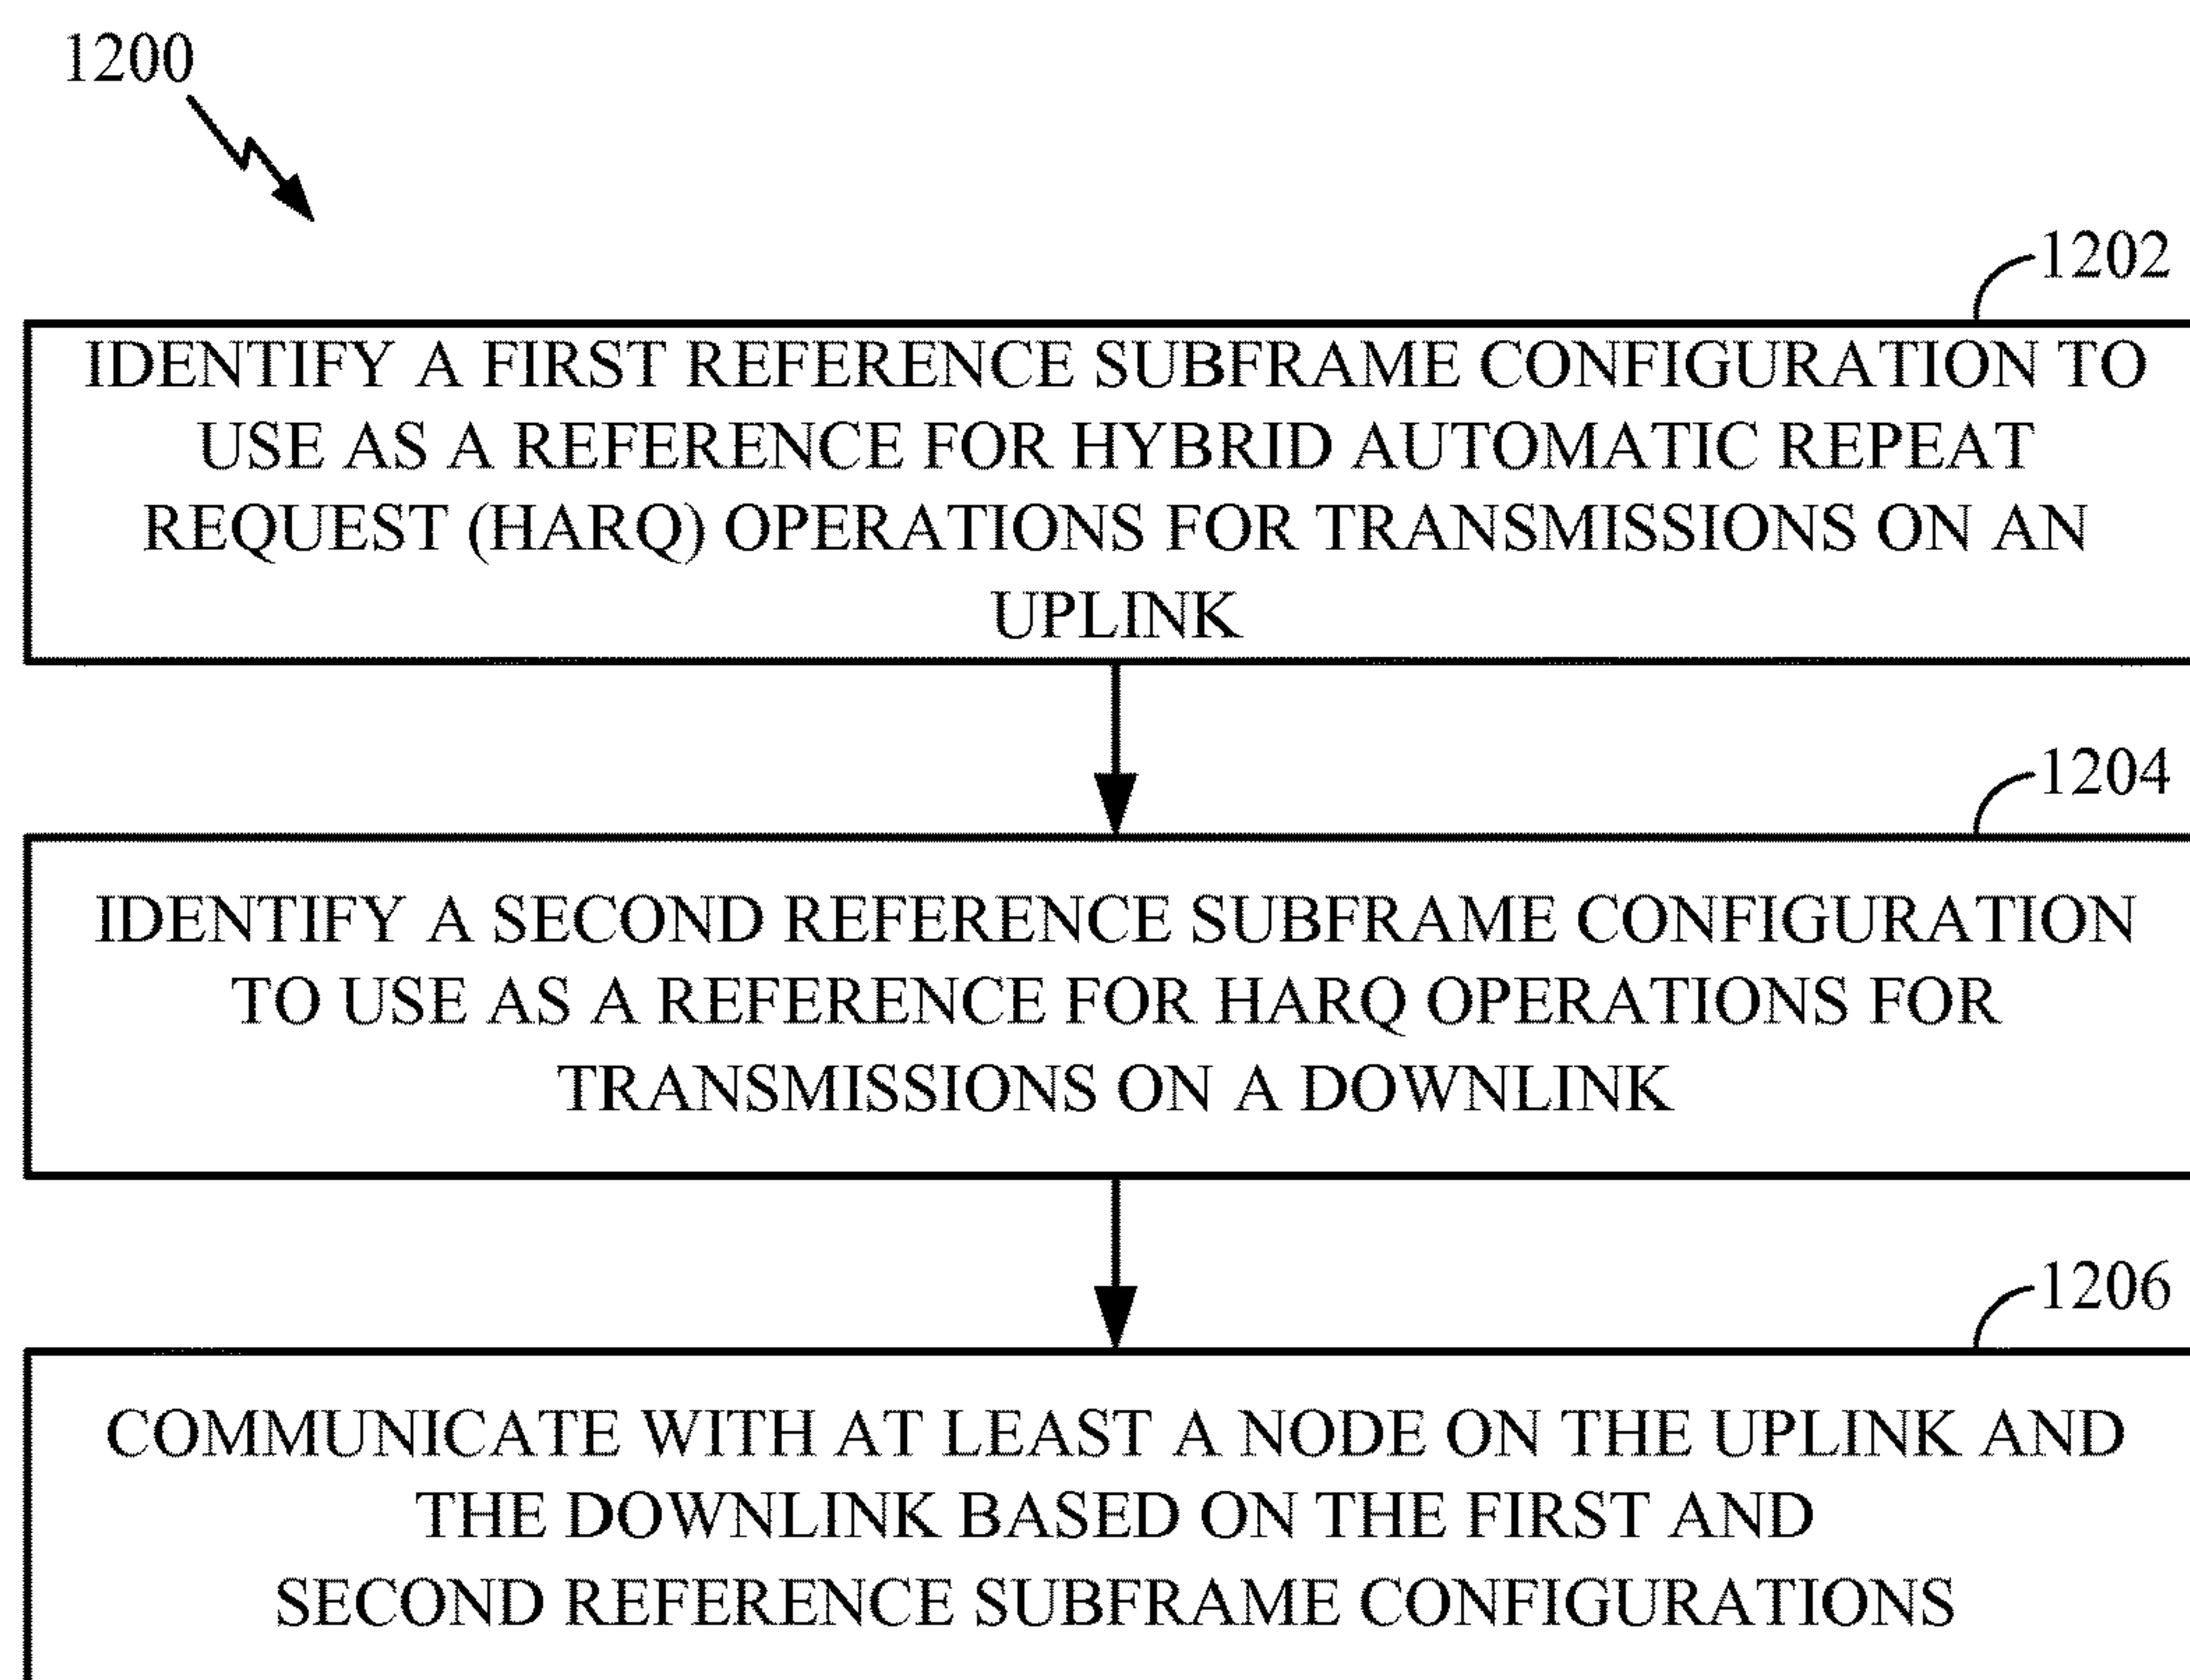 1200
1202
IDENTIFY A FIRST REFERENCE SUBFRAME CONFIGURATION TO
USE AS A REFERENCE FOR HYBRID AUTOMATIC REPEAT
REQUEST (HARQ) OPERATIONS FOR TRANSMISSIONS ON AN
UPLINK
1204
IDENTIFY A SECOND REFERENCE SUBFRAME CONFIGURATION
TO USE AS A REFERENCE FOR HARQ OPERATIONS FOR
TRANSMISSIONS ON A DOWNLINK
1206
COMMUNICATE WITH AT LEAST A NODE ON THE UPLINK AND
THE DOWNLINK BASED ON THE FIRST AND
SECOND REFERENCE SUBFRAME CONFIGURATIONS